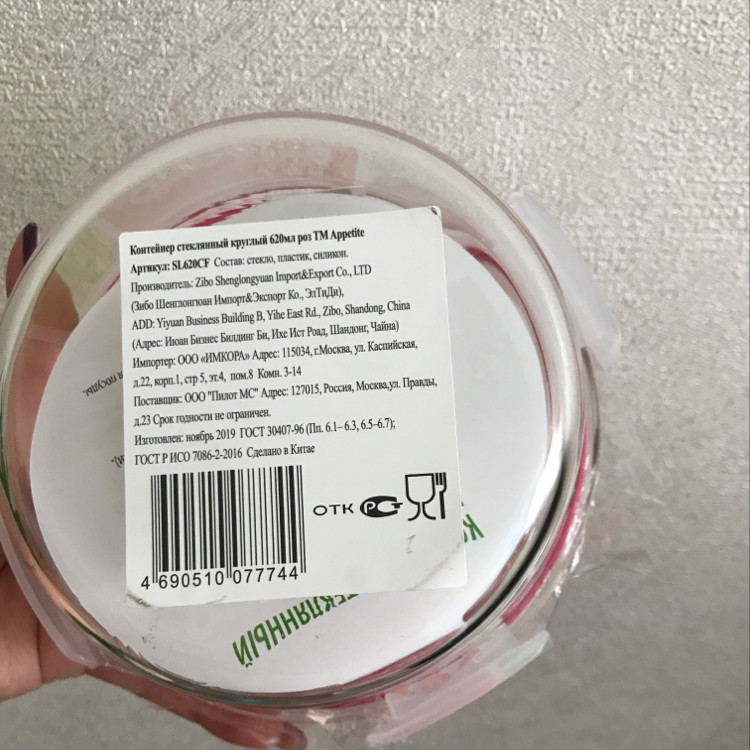 Контейнер стеклянный круглый 620мл роз ТМ Appetite
Артикул: SL620CF Состав: стекло, пластик, силикон.
Производитель: Zibo Shenglongyuan Import&Export Co., LTD
(Зибо Шенглонгюан Импорт&Экспорт Ко., ЭлТиДи),
ADD: Yiyuan Business Building B, Yihe East Rd., Zibo, Shandong, China
(Адрес: Июан Бизнес Билдинг Би, Ихе Ист Роад, Шандонг, Чайна)
Импортер: ООО «ИМКОРА» Адрес: 115034, г.Москва, ул. Каспийская,
д.22, корп.1, стр 5, эт.4, пом.8 Комн. 3-14
Поставщик: ООО "Пилот МС" Адрес: 127015, Россия, Москва,ул. Правды,
д.23 Срок годности не ограничен.
Изготовлен: ноябрь 2019 ГОСТ 30407-96 (Пп. 6.1– 6.3, 6.5–6.7);
ГОСТ Р ИСО 7086-2-2016 Сделано в Китае
ОТК РСТ
4 690510 077744
посуды.
СТЕКЛЯННЫЙ